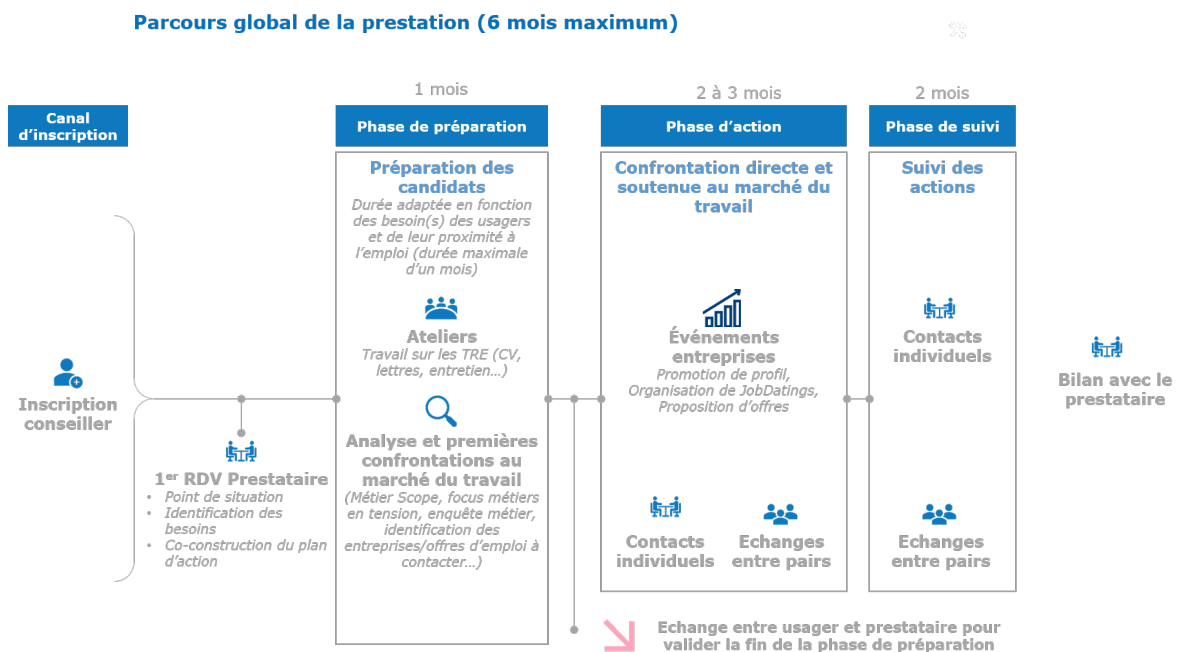 Parcours global de la prestation (6 mois maximum)
Canal
d’inscription
Inscription
conseiller
1er RDV Prestataire
• Point de situation
• Identification des
besoins
• Co-construction du plan
d’action
1 mois
Phase de préparation
Préparation des
candidats
Durée adaptée en fonction
des besoin(s) des usagers
et de leur proximité à
l’emploi (durée maximale
d’un mois)
Ateliers
Travail sur les TRE (CV,
lettres, entretien…)
Analyse et premières
confrontations au
marché du travail
(Métier Scope, focus métiers
en tension, enquête métier,
identification des
entreprises/offres d’emploi à
contacter…)
2 à 3 mois
Phase d’action
Confrontation directe et
soutenue au marché du
travail
Événements
entreprises
Promotion de profil,
Organisation de JobDatings,
Proposition d’offres
Contacts
individuels
Echanges
entre pairs
Echange entre usager et prestataire pour
valider la fin de la phase de préparation
2 mois
Phase de suivi
Suivi des
actions
Contacts
individuels
Echanges
entre pairs
Bilan avec le
prestataire